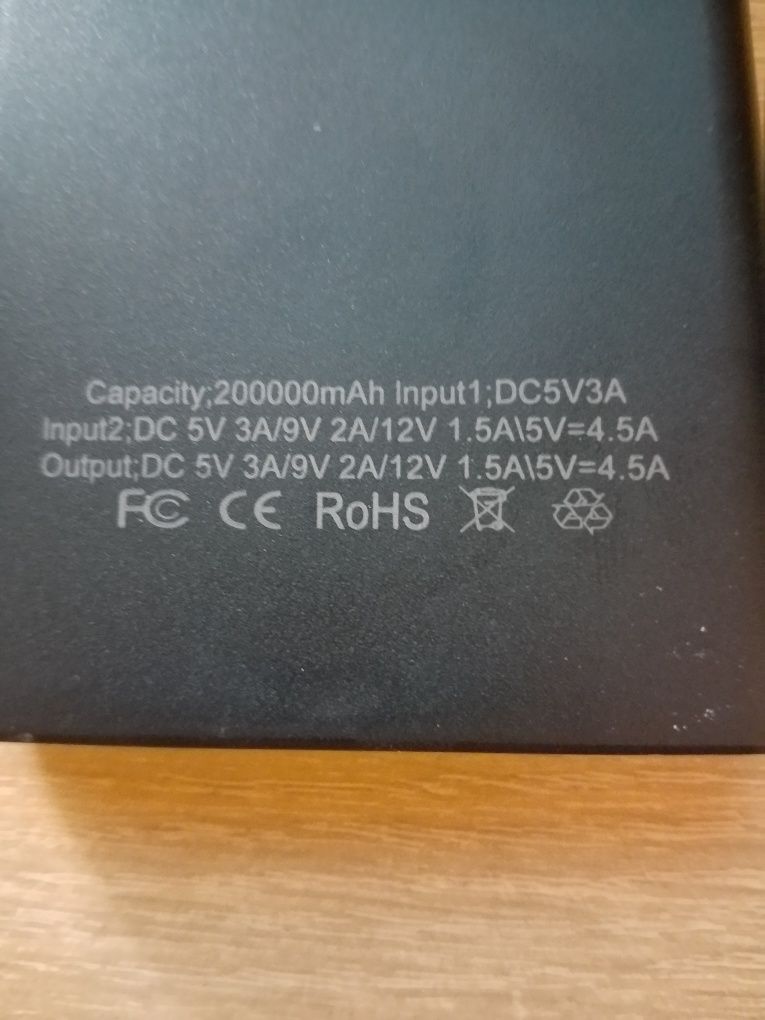 Capacity;200000mAh Input1;DC5V3A
Input2;DC 5V 3A/9V 2A/12V 1.5A\5V=4.5A
Output;DC 5V 3A/9V 2A/12V 1.5A\5V=4.5A
FC CE RoHS